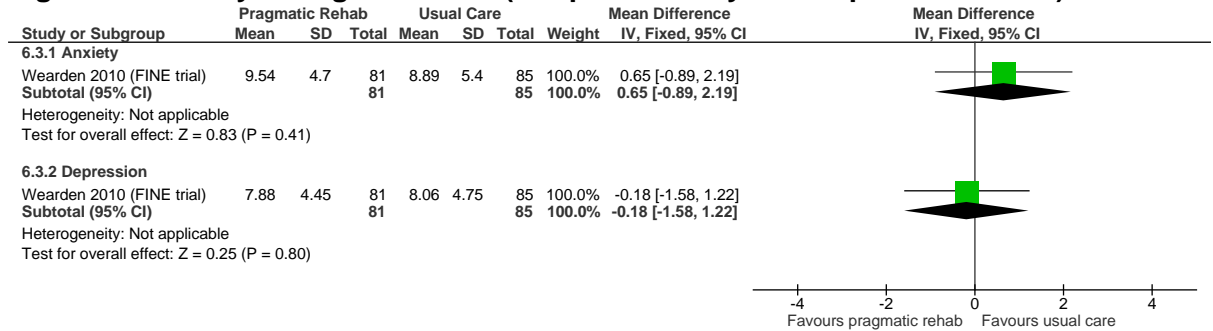 Pragmatic Rehab Usual Care Mean Difference Mean Difference
Study or Subgroup Mean SD Total Mean SD Total Weight IV, Fixed, 95% CI IV, Fixed, 95% CI
6.3.1 Anxiety
Wearden 2010 (FINE trial) 9.54 4.7 81 8.89 5.4 85 100.0% 0.65 [-0.89, 2.19]
Subtotal (95% CI) 81 85 100.0% 0.65 [-0.89, 2.19]
Heterogeneity: Not applicable
Test for overall effect: Z = 0.83 (P = 0.41)
6.3.2 Depression
Wearden 2010 (FINE trial) 7.88 4.45 81 8.06 4.75 85 100.0% -0.18 [-1.58, 1.22]
Subtotal (95% CI) 81 85 100.0% -0.18 [-1.58, 1.22]
Heterogeneity: Not applicable
Test for overall effect: Z = 0.25 (P = 0.80)
-4 -2 0 2 4
Favours pragmatic rehab Favours usual care